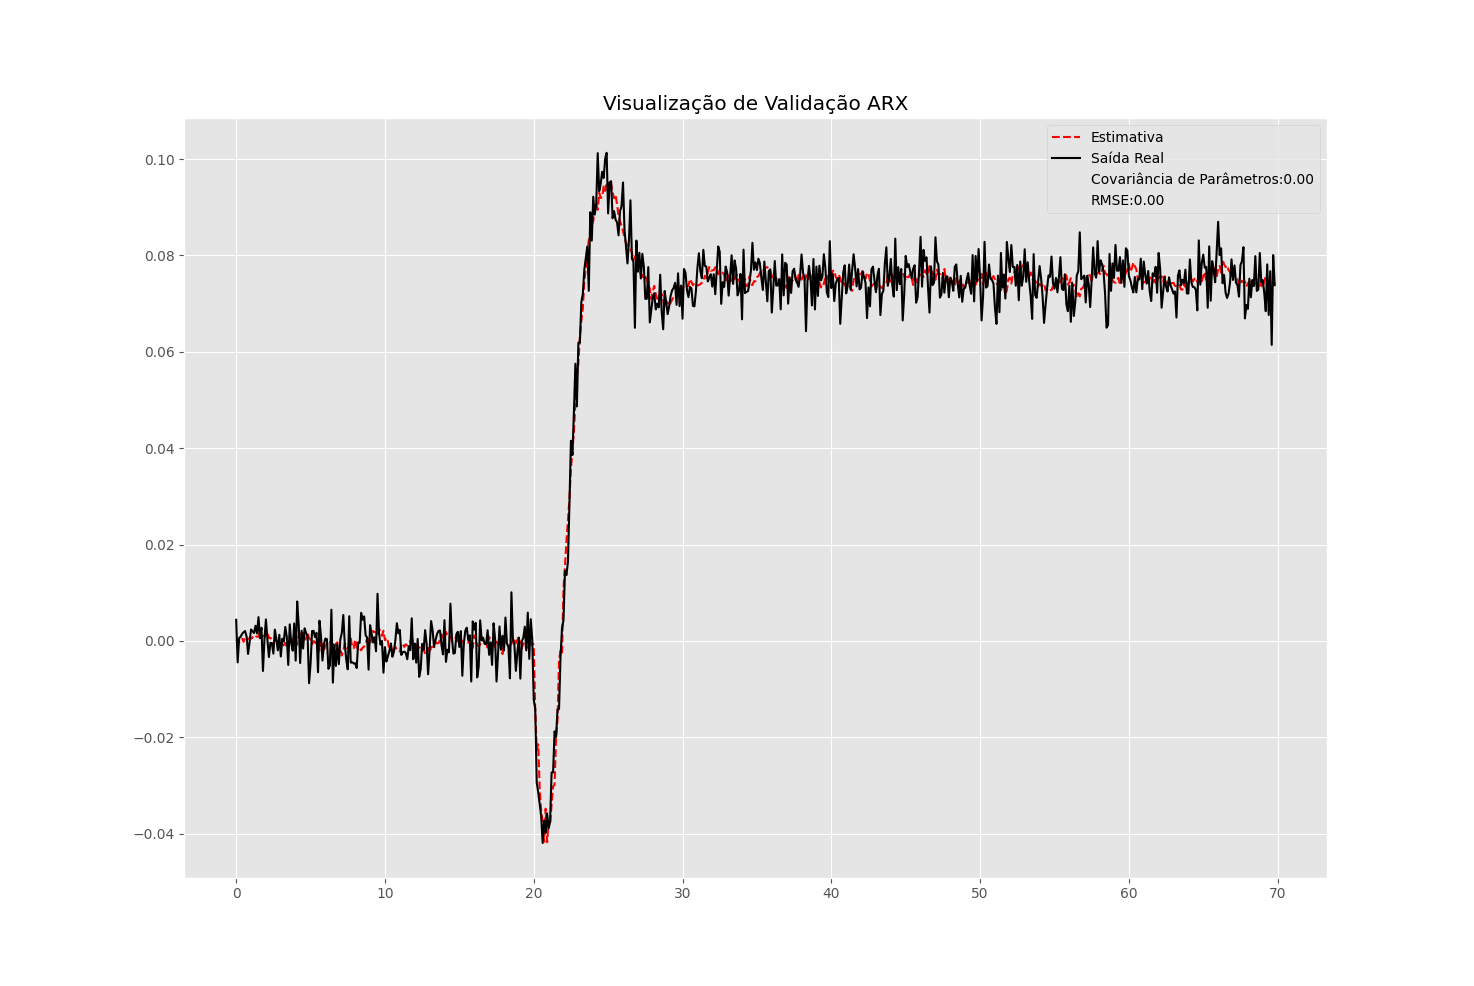 Visualização de Validação ARX
Estimativa
Saída Real
Covariância de Parâmetros:0.00
RMSE:0.00
0.10
0.08
0.06
0.04
0.02
0.00
−0.02
−0.04
0 10 20 30 40 50 60 70